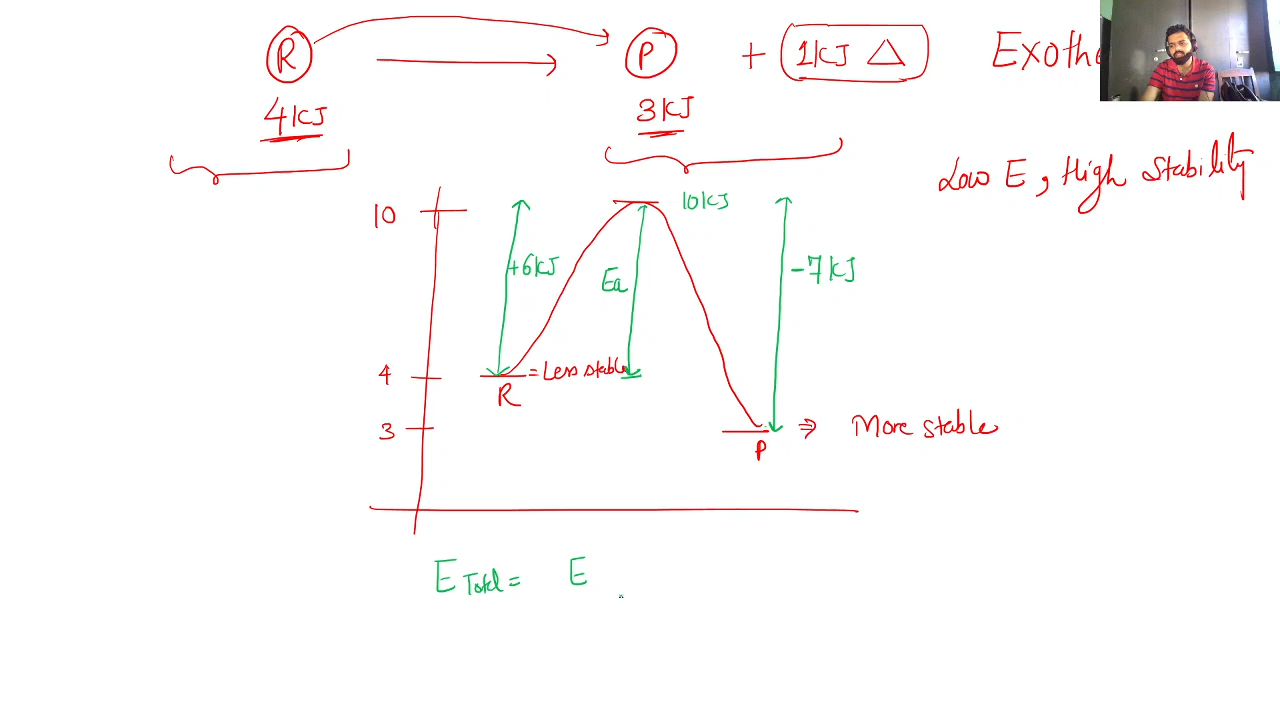 R → P + 1KJ △ Exothe
4KJ 3KJ
Low E, High Stability
10 10KJ
+6KJ Ea -7KJ
4 R = Less stable
3 P ⇒ More stable
E Total = E